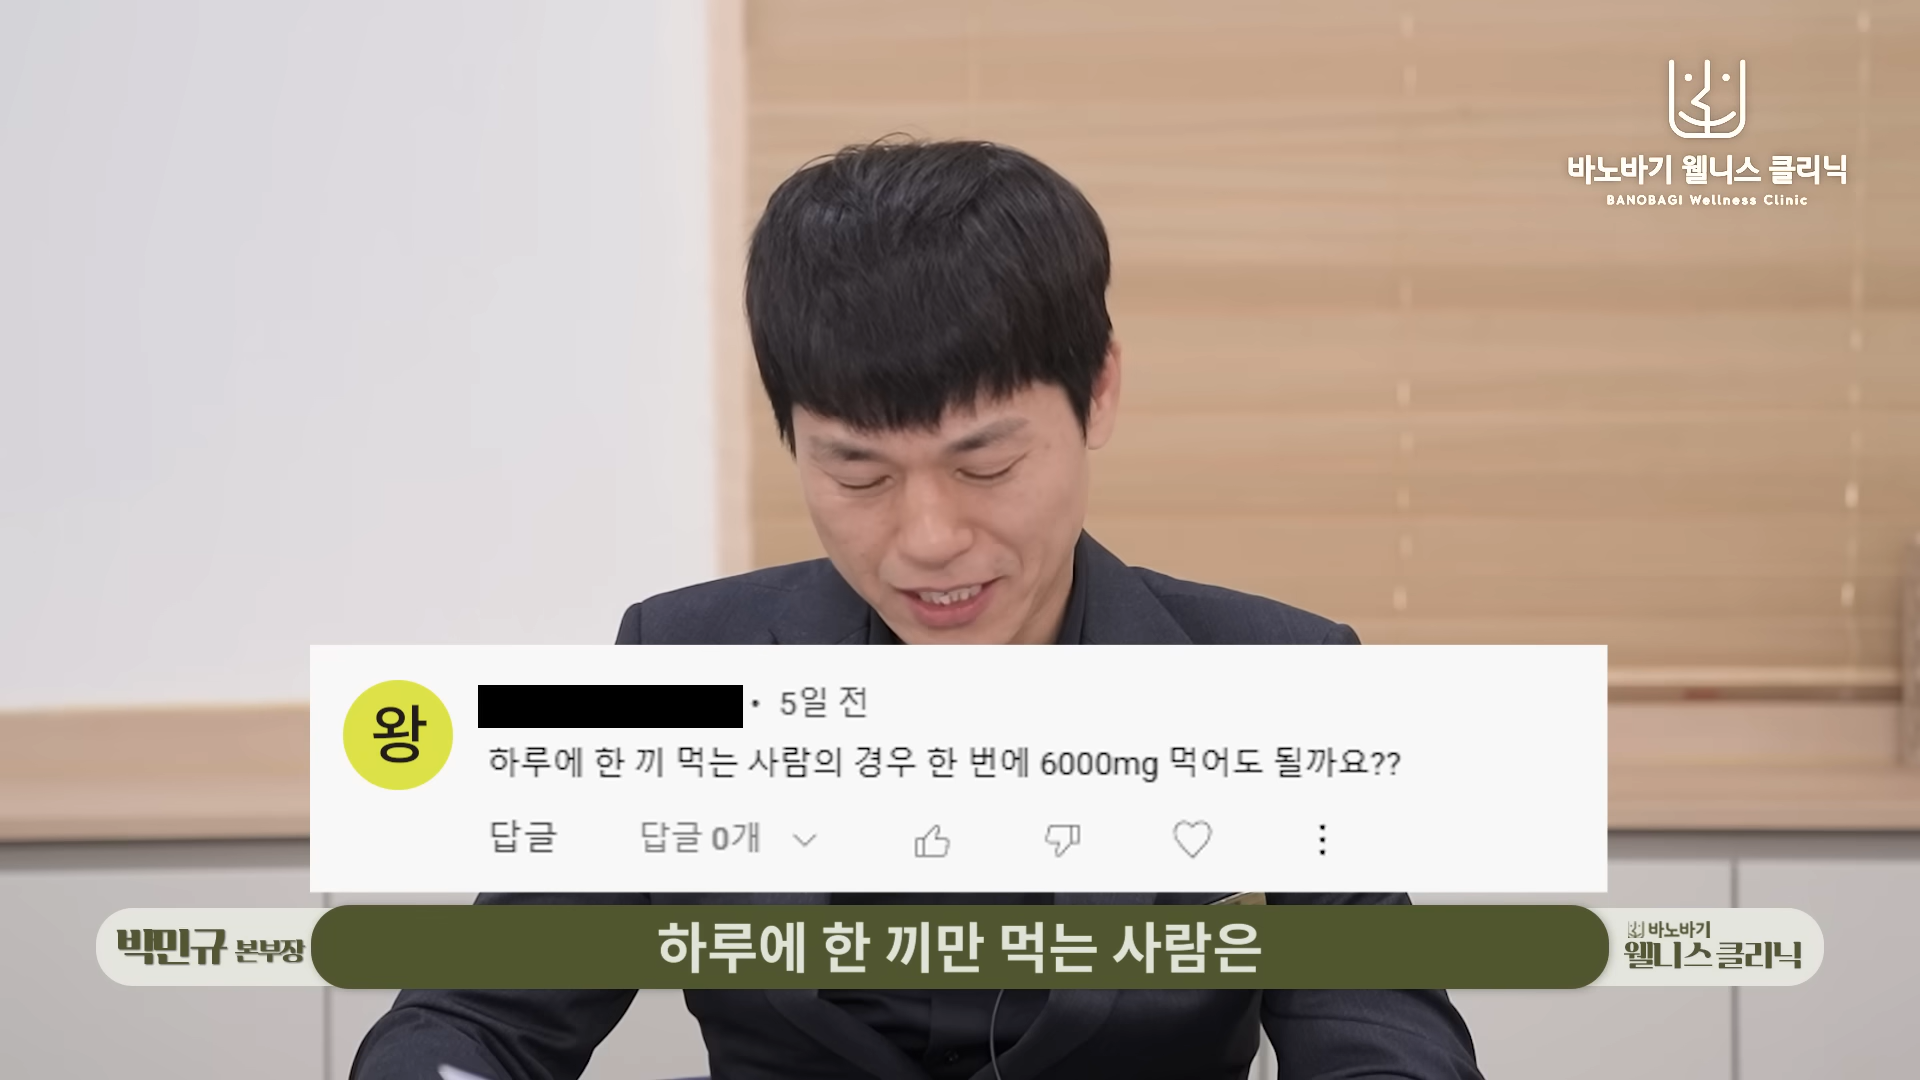 바노바기 웰니스 클리닉
BANOBAGI Wellness Clinic
왕
• 5일 전
하루에 한 끼 먹는 사람의 경우 한 번에 6000mg 먹어도 될까요??
답글 답글 0개
박민규 본부장
하루에 한 끼만 먹는 사람은
바노바기
웰니스 클리닉